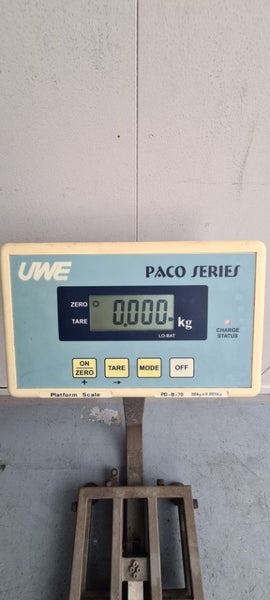 UWE
PACO SERIES
ZERO
0.000 kg
TARE
LO-BAT
CHARGE
STATUS
ON
ZERO
TARE
MODE
OFF
+
→
Platform Scale